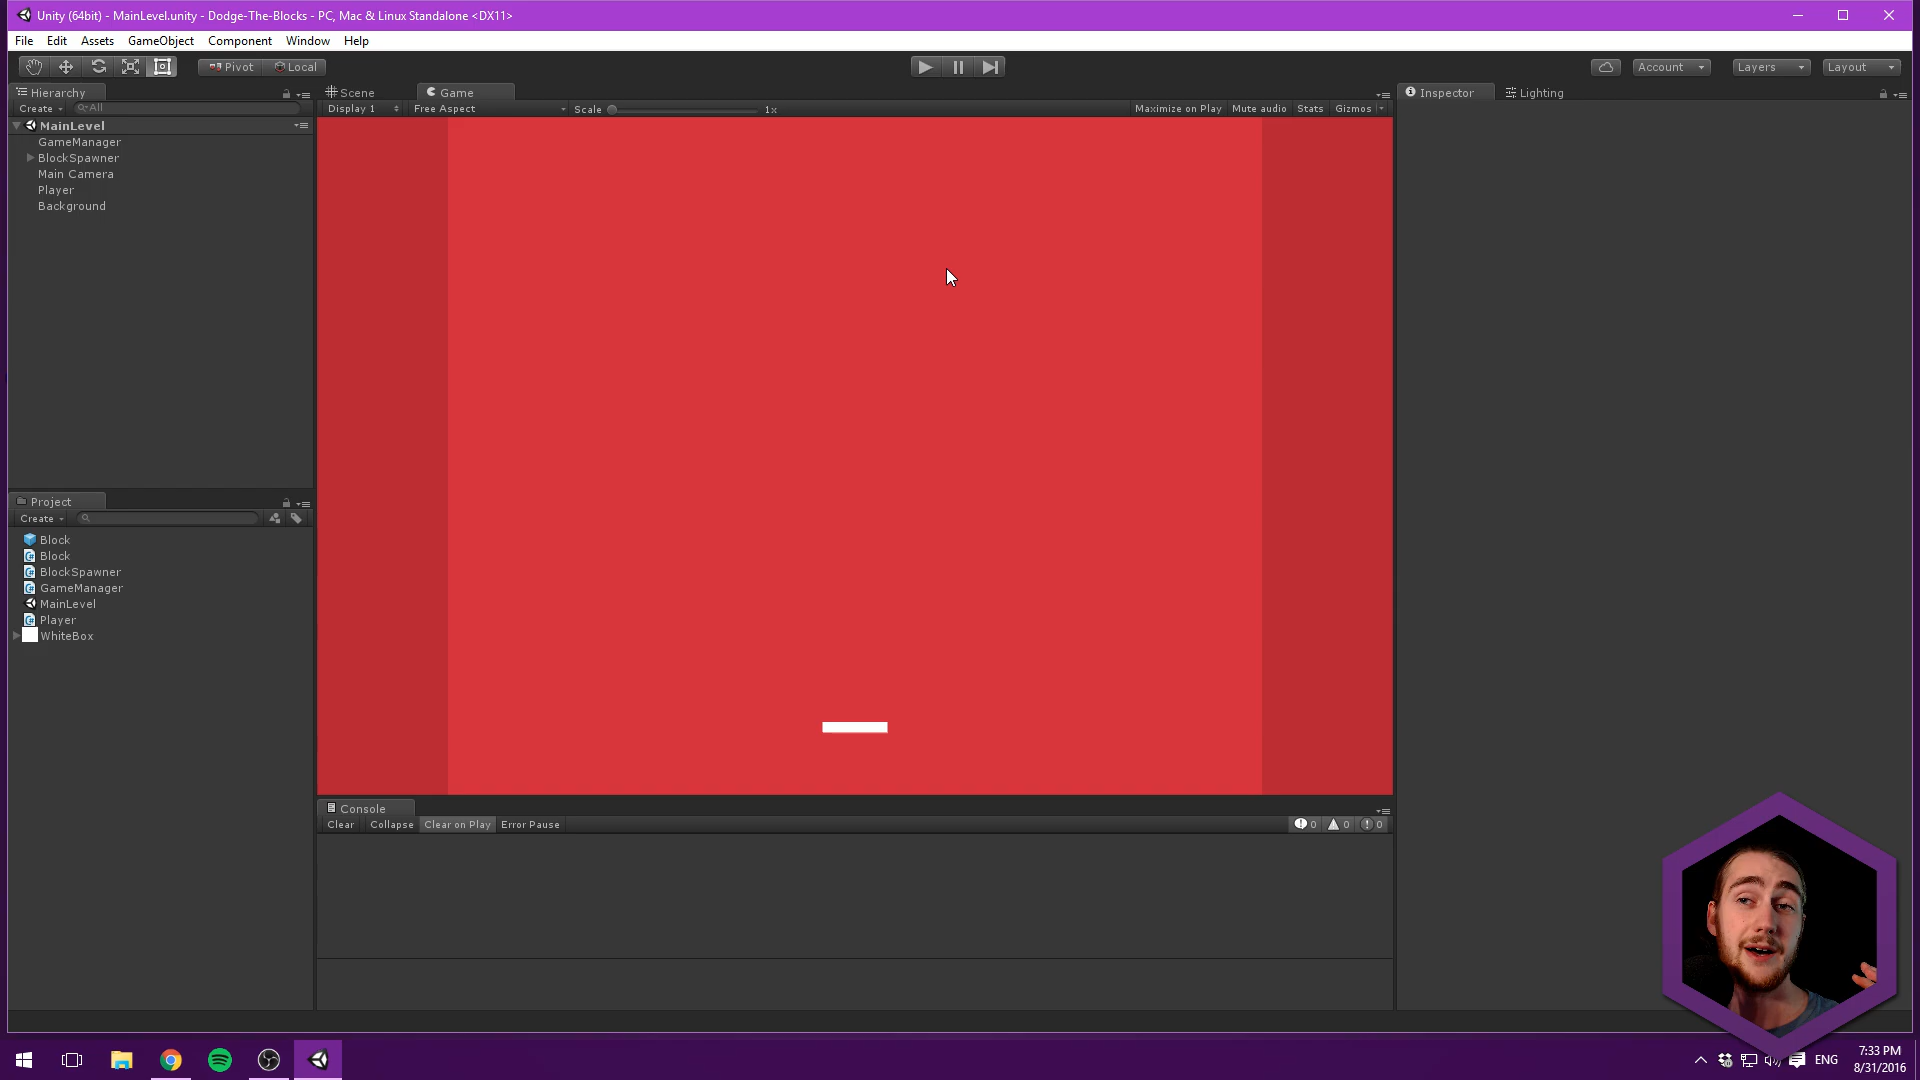 Unity (64bit) - MainLevel.unity - Dodge-The-Blocks - PC, Mac & Linux Standalone <DX11>
File Edit Assets GameObject Component Window Help
Pivot Local Account Layers Layout
Hierarchy
Create All
MainLevel
GameManager
BlockSpawner
Main Camera
Player
Background
Project
Create
Block
Block
BlockSpawner
GameManager
MainLevel
Player
WhiteBox
Scene Game
Display 1 Free Aspect Scale 1x Maximize on Play Mute audio Stats Gizmos
Console
Clear Collapse Clear on Play Error Pause 0 0 0
Inspector Lighting
ENG
7:33 PM
8/31/2016